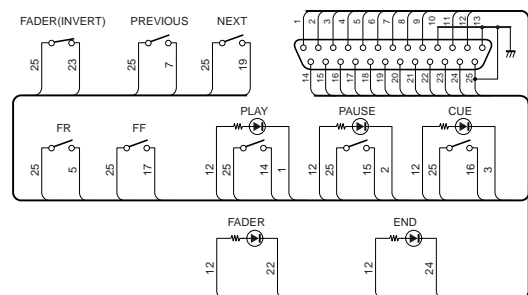 FADER(INVERT) PREVIOUS NEXT
1 2 3 4 5 6 7 8 9 10 11 12 13
25 23 25 7 25 19
14 15 16 17 18 19 20 21 22 23 24 25
PLAY PAUSE CUE
FR FF
25 5 25 17 12 25 14 1 12 25 15 2 12 25 16 3
FADER END
12 22 12 24